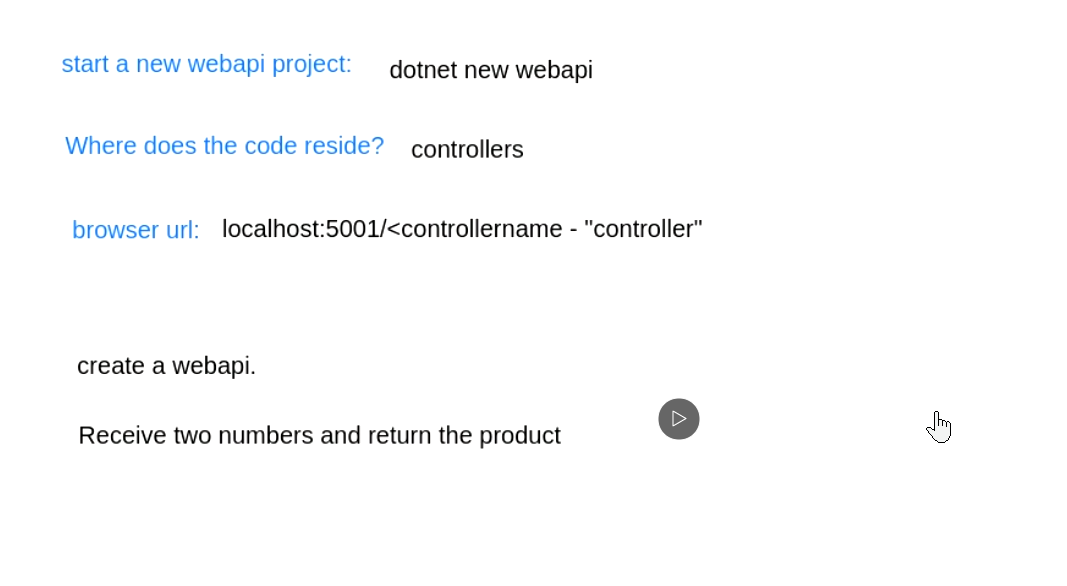 start a new webapi project: dotnet new webapi
Where does the code reside? controllers
browser url: localhost:5001/<controllername - "controller"
create a webapi.
Receive two numbers and return the product